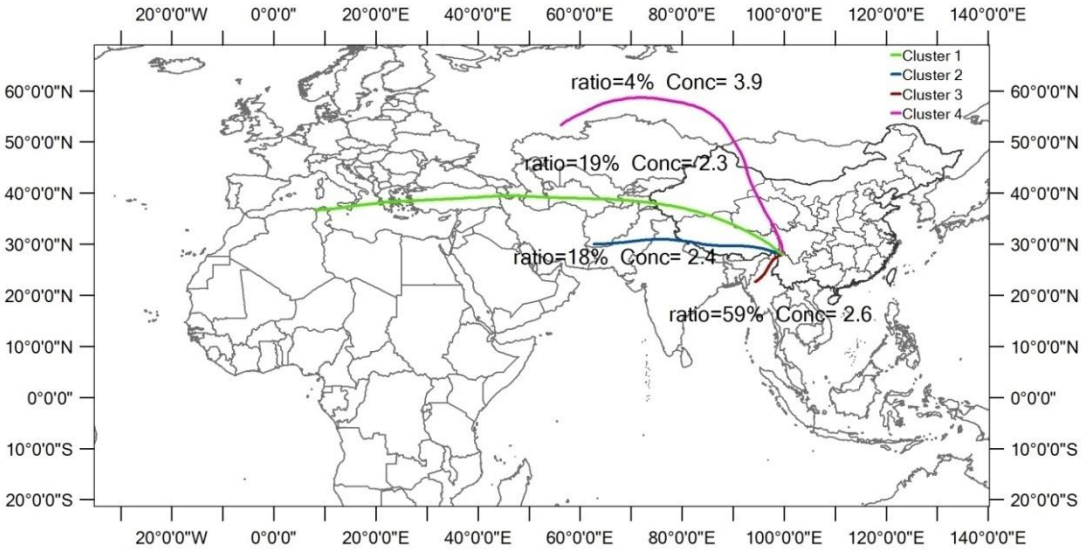 20°0'0"W 0°0'0" 20°0'0"E 40°0'0"E 60°0'0"E 80°0'0"E 100°0'0"E 120°0'0"E 140°0'0"E
Cluster 1
Cluster 2
Cluster 3
Cluster 4
ratio=4% Conc= 3.9
60°0'0"N 60°0'0"N
50°0'0"N 50°0'0"N
ratio=19% Conc= 2.3
40°0'0"N 40°0'0"N
30°0'0"N 30°0'0"N
ratio=18% Conc= 2.4
20°0'0"N 20°0'0"N
ratio=59% Conc= 2.6
10°0'0"N 10°0'0"N
0°0'0" 0°0'0"
10°0'0"S 10°0'0"S
20°0'0"S 20°0'0"S
20°0'0"W 0°0'0" 20°0'0"E 40°0'0"E 60°0'0"E 80°0'0"E 100°0'0"E 120°0'0"E 140°0'0"E